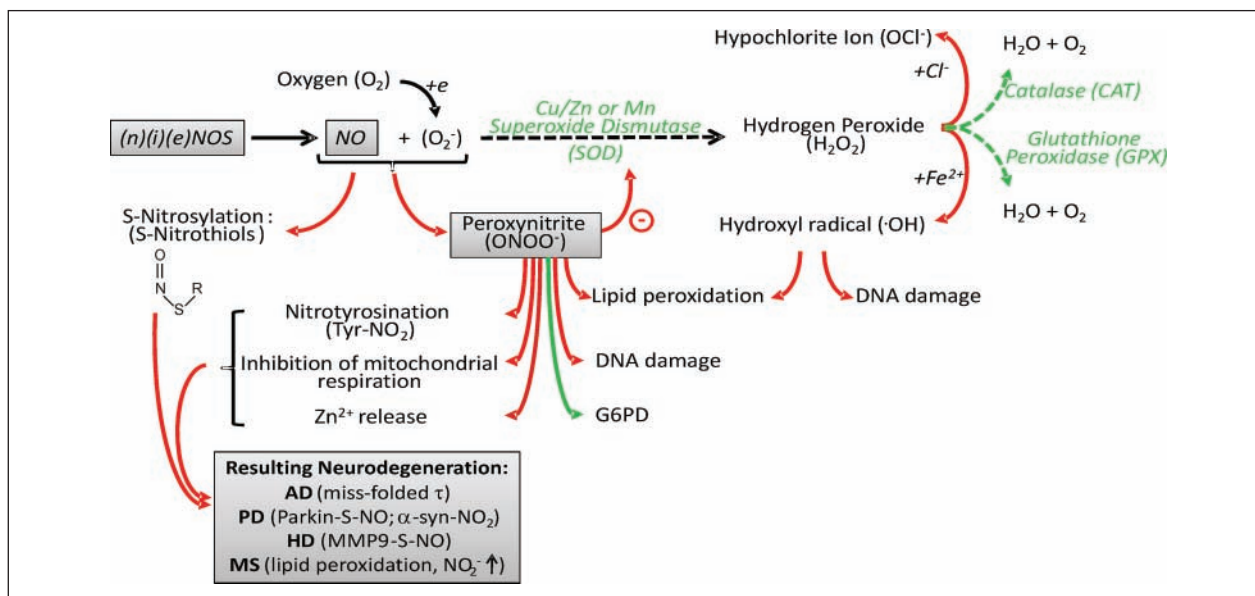 Hypochlorite Ion (OCl⁻)
H₂O + O₂
Oxygen (O₂)
+e
+Cl⁻
Catalase (CAT)
Cu/Zn or Mn
Superoxide Dismutase
(SOD)
(n)(i)(e)NOS
NO
+ (O₂⁻)
Hydrogen Peroxide
(H₂O₂)
Glutathione
Peroxidase (GPX)
+Fe²⁺
H₂O + O₂
S-Nitrosylation :
(S-Nitrothiols)
Peroxynitrite
(ONOO⁻)
⊖
Hydroxyl radical (·OH)
O
N
S
R
Lipid peroxidation
DNA damage
Nitrotyrosination
(Tyr-NO₂)
Inhibition of mitochondrial
respiration
Zn²⁺ release
DNA damage
G6PD
Resulting Neurodegeneration:
AD (miss-folded τ)
PD (Parkin-S-NO; α-syn-NO₂)
HD (MMP9-S-NO)
MS (lipid peroxidation, NO₂⁻ ↑)